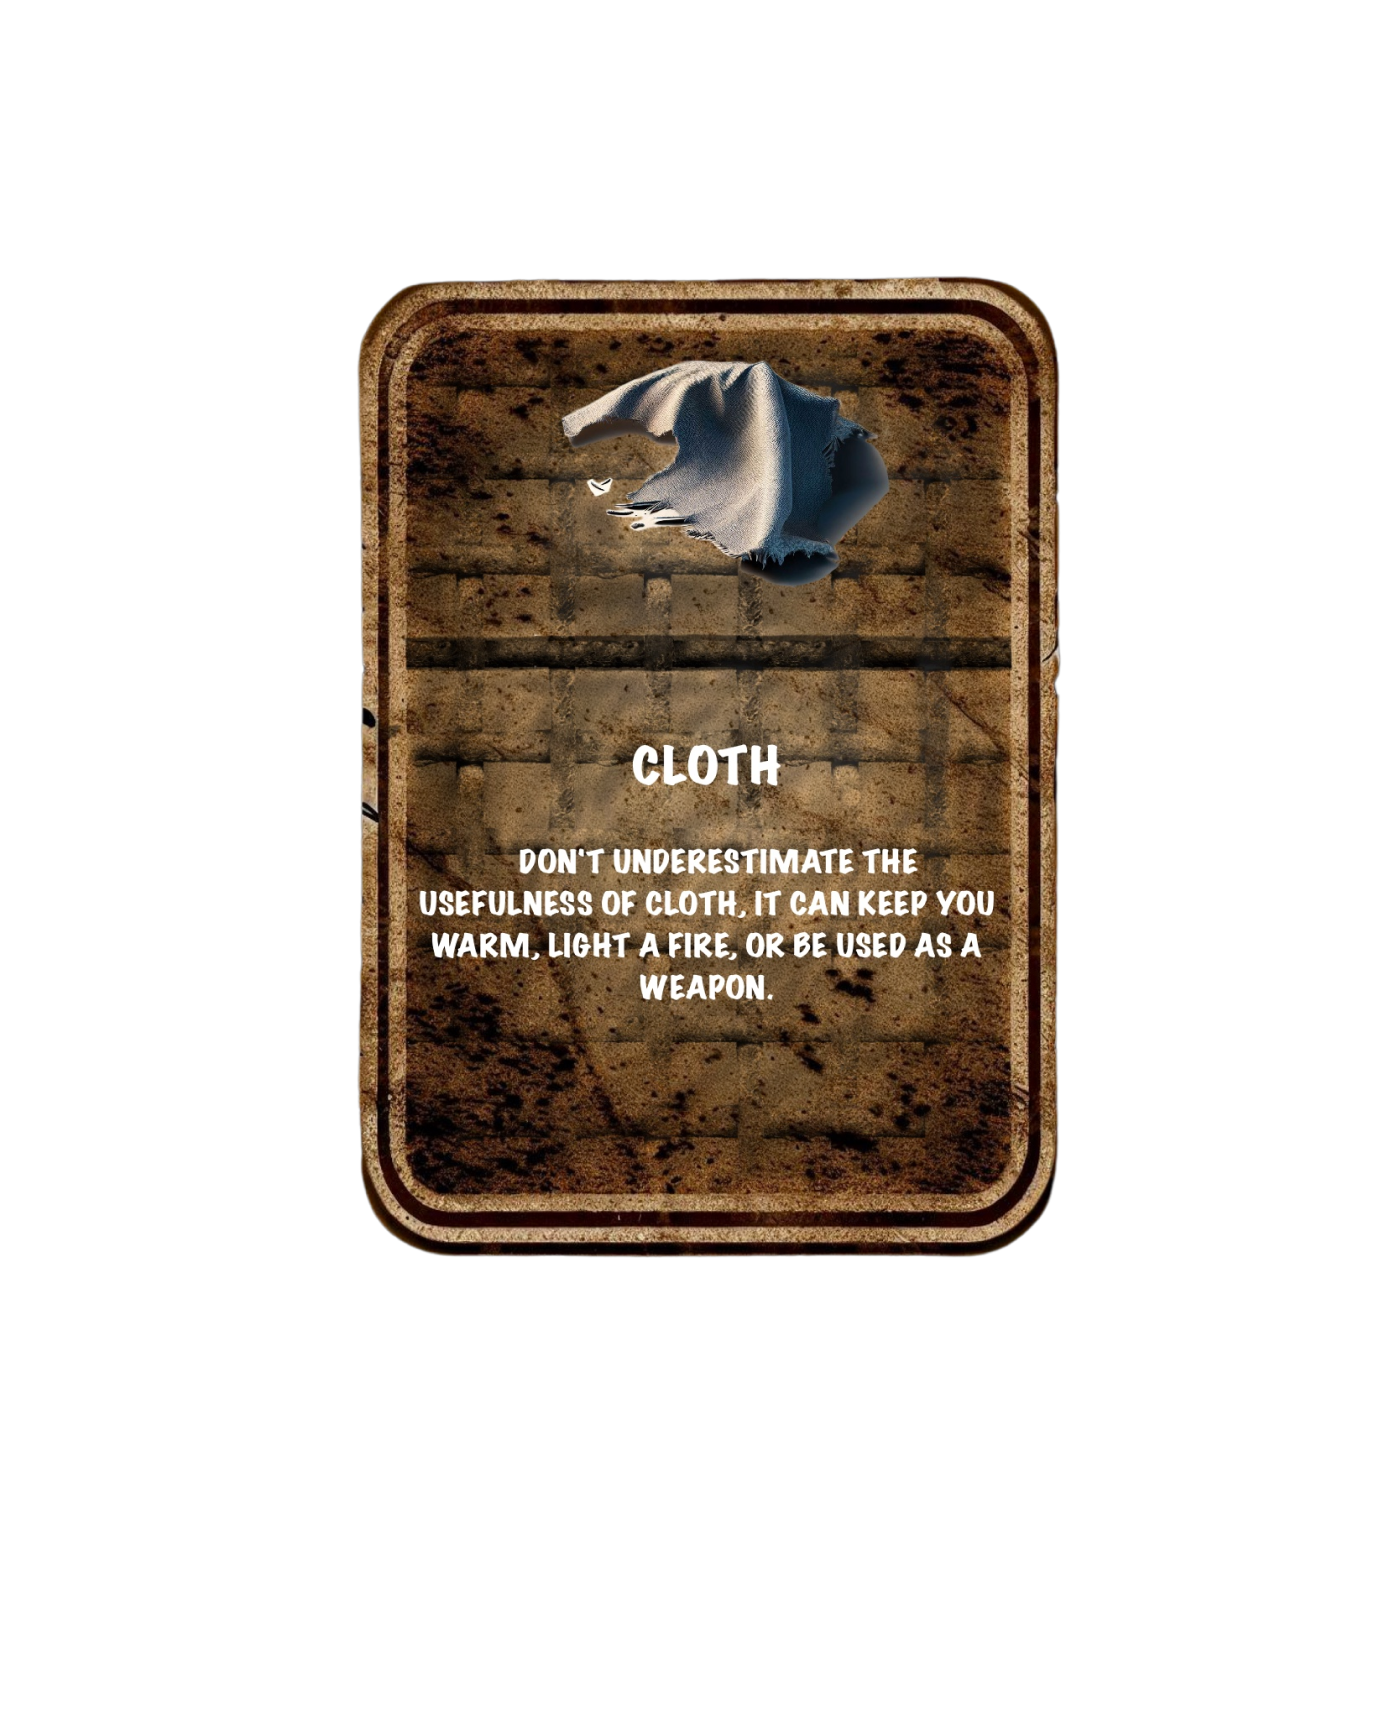 CLOTH
DON'T UNDERESTIMATE THE
USEFULNESS OF CLOTH, IT CAN KEEP YOU
WARM, LIGHT A FIRE, OR BE USED AS A
WEAPON.